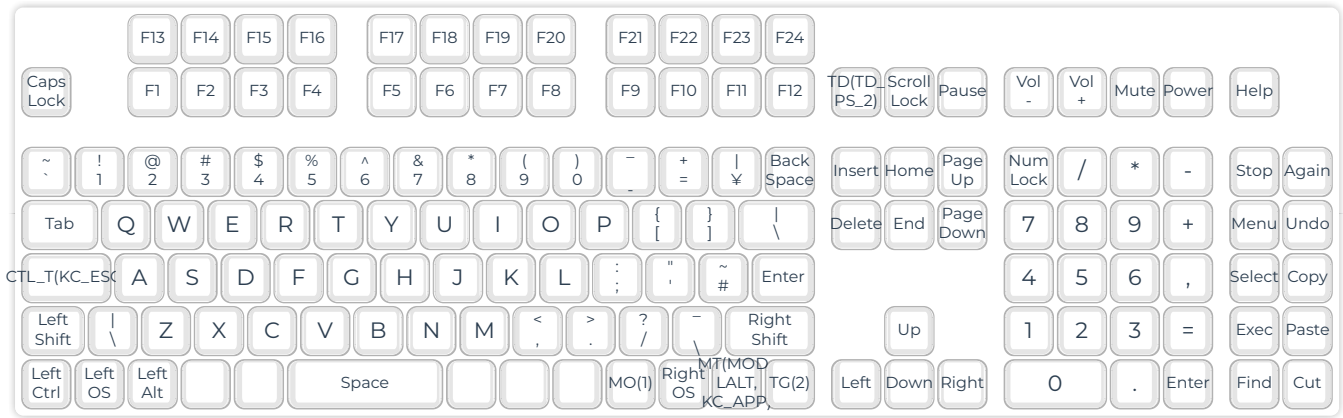 F13 F14 F15 F16 F17 F18 F19 F20 F21 F22 F23 F24
Caps Lock F1 F2 F3 F4 F5 F6 F7 F8 F9 F10 F11 F12 TD(TD_PS_2) Scroll Lock Pause Vol - Vol + Mute Power Help
~ ` ! 1 @ 2 # 3 $ 4 % 5 ^ 6 & 7 * 8 ( 9 ) 0 _ - + = | ¥ Back Space Insert Home Page Up Num Lock / * - Stop Again
Tab Q W E R T Y U I O P { [ } ] | \ Delete End Page Down 7 8 9 + Menu Undo
CTL_T(KC_ESC A S D F G H J K L : ; " ' ~ # Enter 4 5 6 , Select Copy
Left Shift | \ Z X C V B N M < , > . ? / _ \ Right Shift Up 1 2 3 = Exec Paste
Left Ctrl Left OS Left Alt Space MO(1) Right OS MT(MOD_LALT, KC_APP, TG(2) Left Down Right 0 . Enter Find Cut